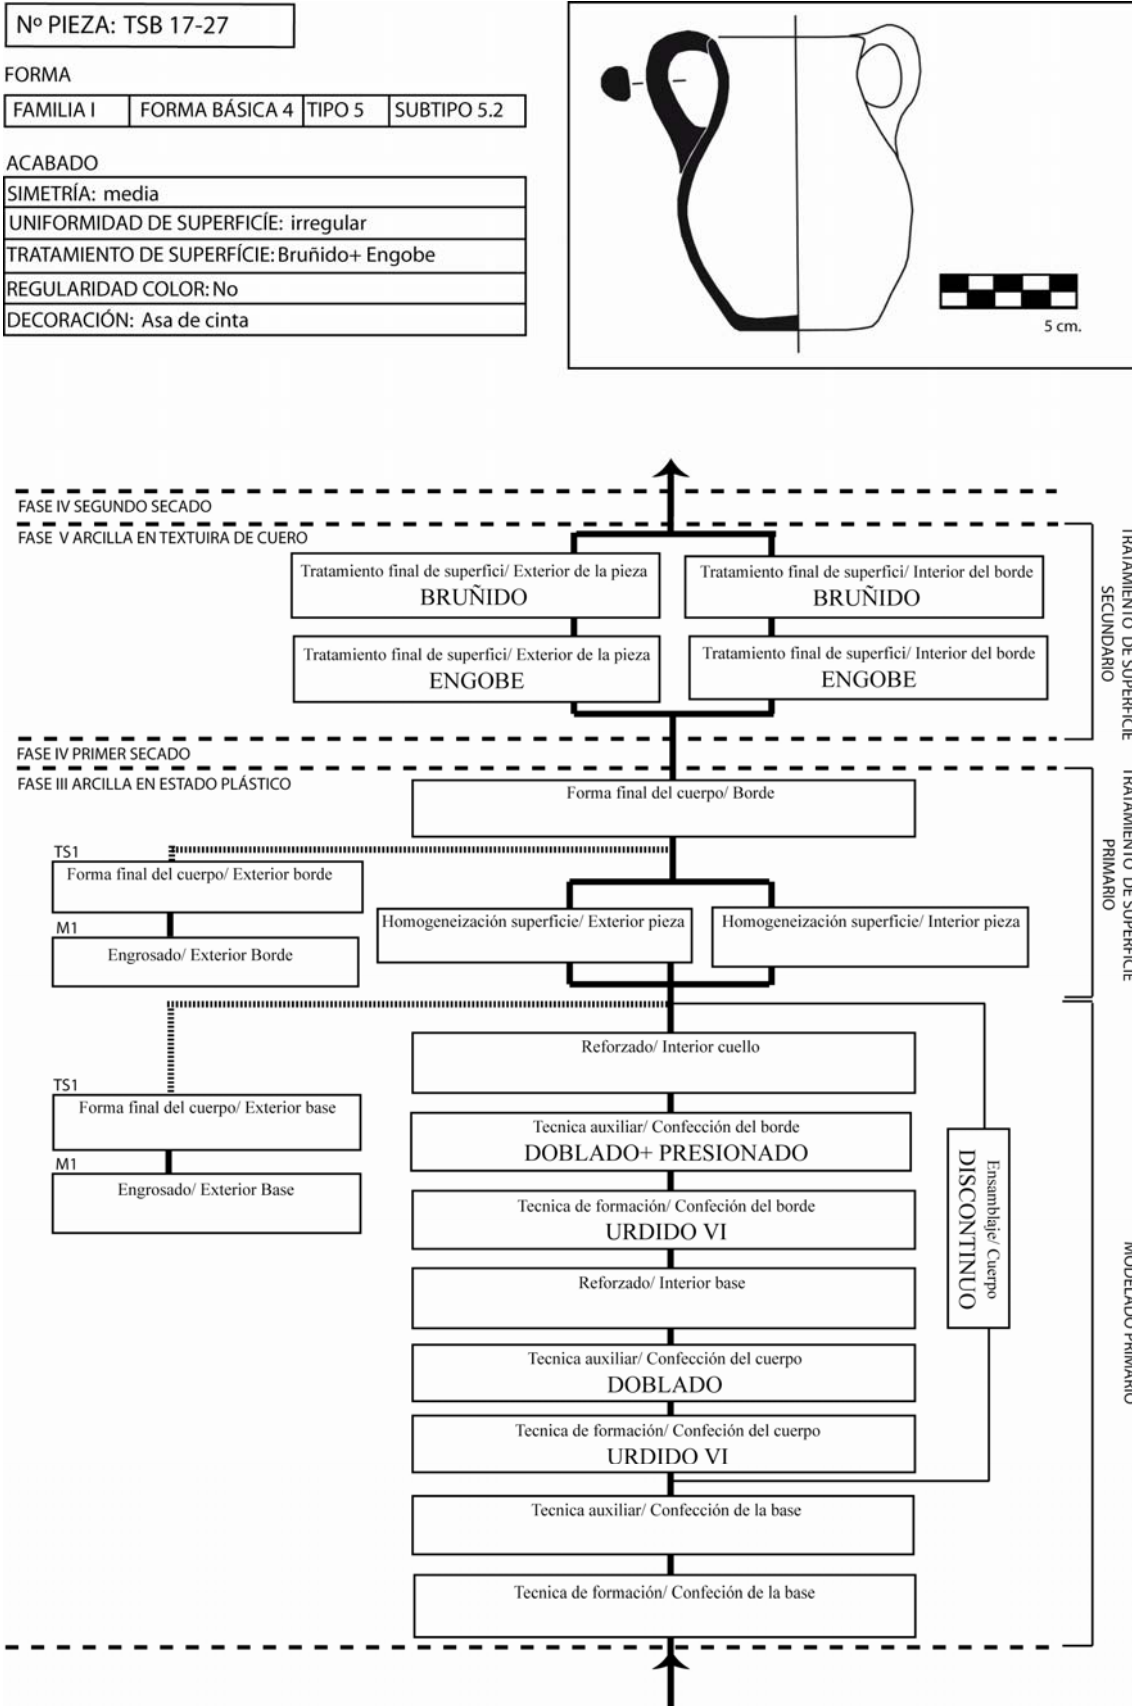 Nº PIEZA: TSB 17-27
FORMA
FAMILIA I FORMA BÁSICA 4 TIPO 5 SUBTIPO 5.2
ACABADO
SIMETRÍA: media
UNIFORMIDAD DE SUPERFICÍE: irregular
TRATAMIENTO DE SUPERFÍCIE: Bruñido+ Engobe
REGULARIDAD COLOR: No
DECORACIÓN: Asa de cinta
5 cm.
FASE IV SEGUNDO SECADO
FASE V ARCILLA EN TEXTUIRA DE CUERO
Tratamiento final de superfici/ Exterior de la pieza
BRUÑIDO
Tratamiento final de superfici/ Interior del borde
BRUÑIDO
Tratamiento final de superfici/ Exterior de la pieza
ENGOBE
Tratamiento final de superfici/ Interior del borde
ENGOBE
TRATAMIENTO DE SUPERFICIE
SECUNDARIO
FASE IV PRIMER SECADO
FASE III ARCILLA EN ESTADO PLÁSTICO
Forma final del cuerpo/ Borde
TS1
Forma final del cuerpo/ Exterior borde
M1
Engrosado/ Exterior Borde
Homogeneización superficie/ Exterior pieza
Homogeneización superficie/ Interior pieza
TRATAMIENTO DE SUPERFICIE
PRIMARIO
Reforzado/ Interior cuello
TS1
Forma final del cuerpo/ Exterior base
M1
Engrosado/ Exterior Base
Tecnica auxiliar/ Confección del borde
DOBLADO+ PRESIONADO
Tecnica de formación/ Confeción del borde
URDIDO VI
Reforzado/ Interior base
Tecnica auxiliar/ Confección del cuerpo
DOBLADO
Tecnica de formación/ Confeción del cuerpo
URDIDO VI
Ensamblaje/ Cuerpo
DISCONTINUO
Tecnica auxiliar/ Confección de la base
Tecnica de formación/ Confeción de la base
MODELADO PRIMARIO